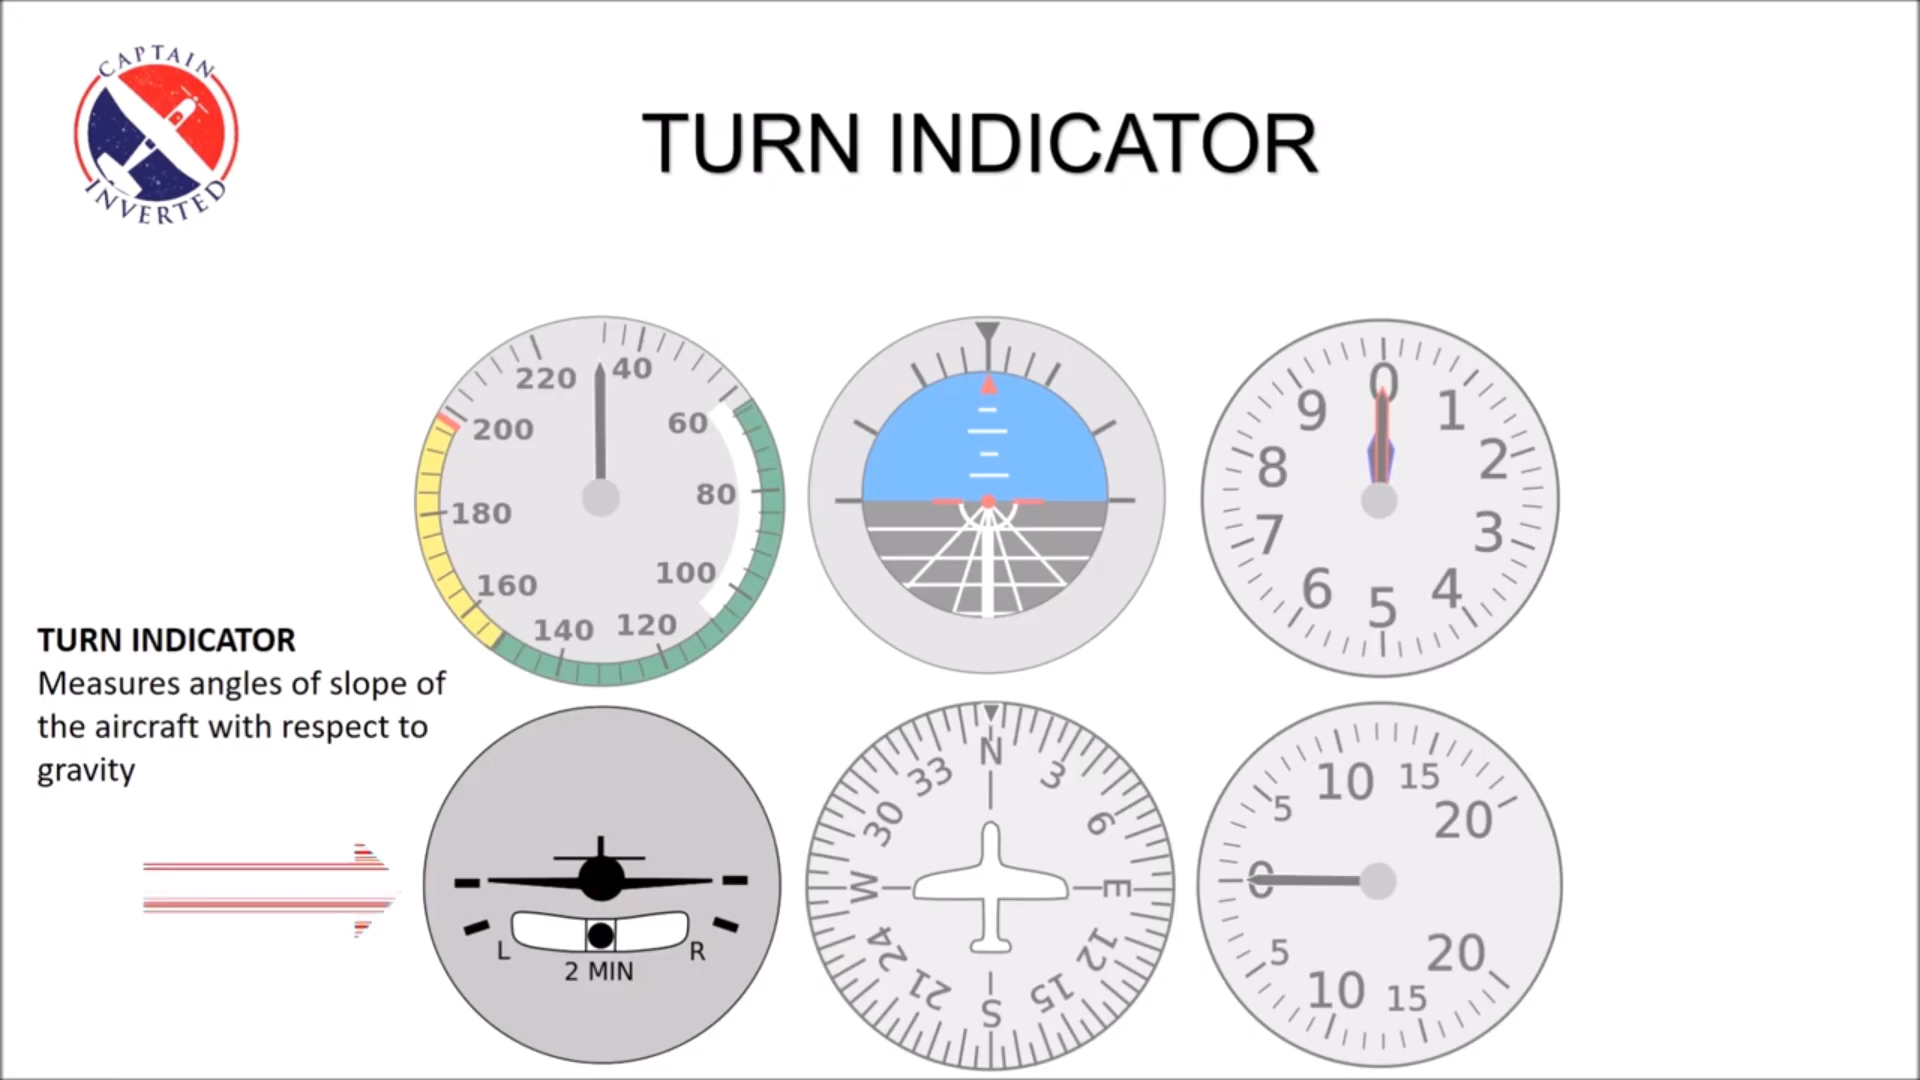 CAPTAIN
INVERTED
TURN INDICATOR
220
40
200
60
180
80
160
100
140
120
0
9
1
8
2
7
3
6
4
5
TURN INDICATOR
Measures angles of slope of
the aircraft with respect to
gravity
L
R
2 MIN
N
33
3
30
6
W
E
24
12
21
15
S
10
15
5
20
0
5
20
10
15